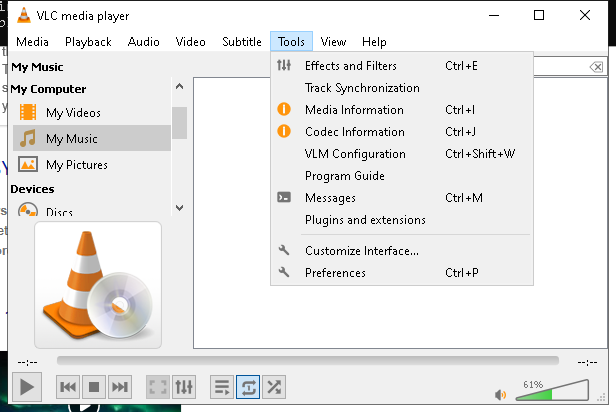 VLC media player
Media Playback Audio Video Subtitle Tools View Help
My Music
My Computer
My Videos
My Music
My Pictures
Devices
Discs
Effects and Filters Ctrl+E
Track Synchronization
Media Information Ctrl+I
Codec Information Ctrl+J
VLM Configuration Ctrl+Shift+W
Program Guide
Messages Ctrl+M
Plugins and extensions
Customize Interface...
Preferences Ctrl+P
--:-- --:--
61%